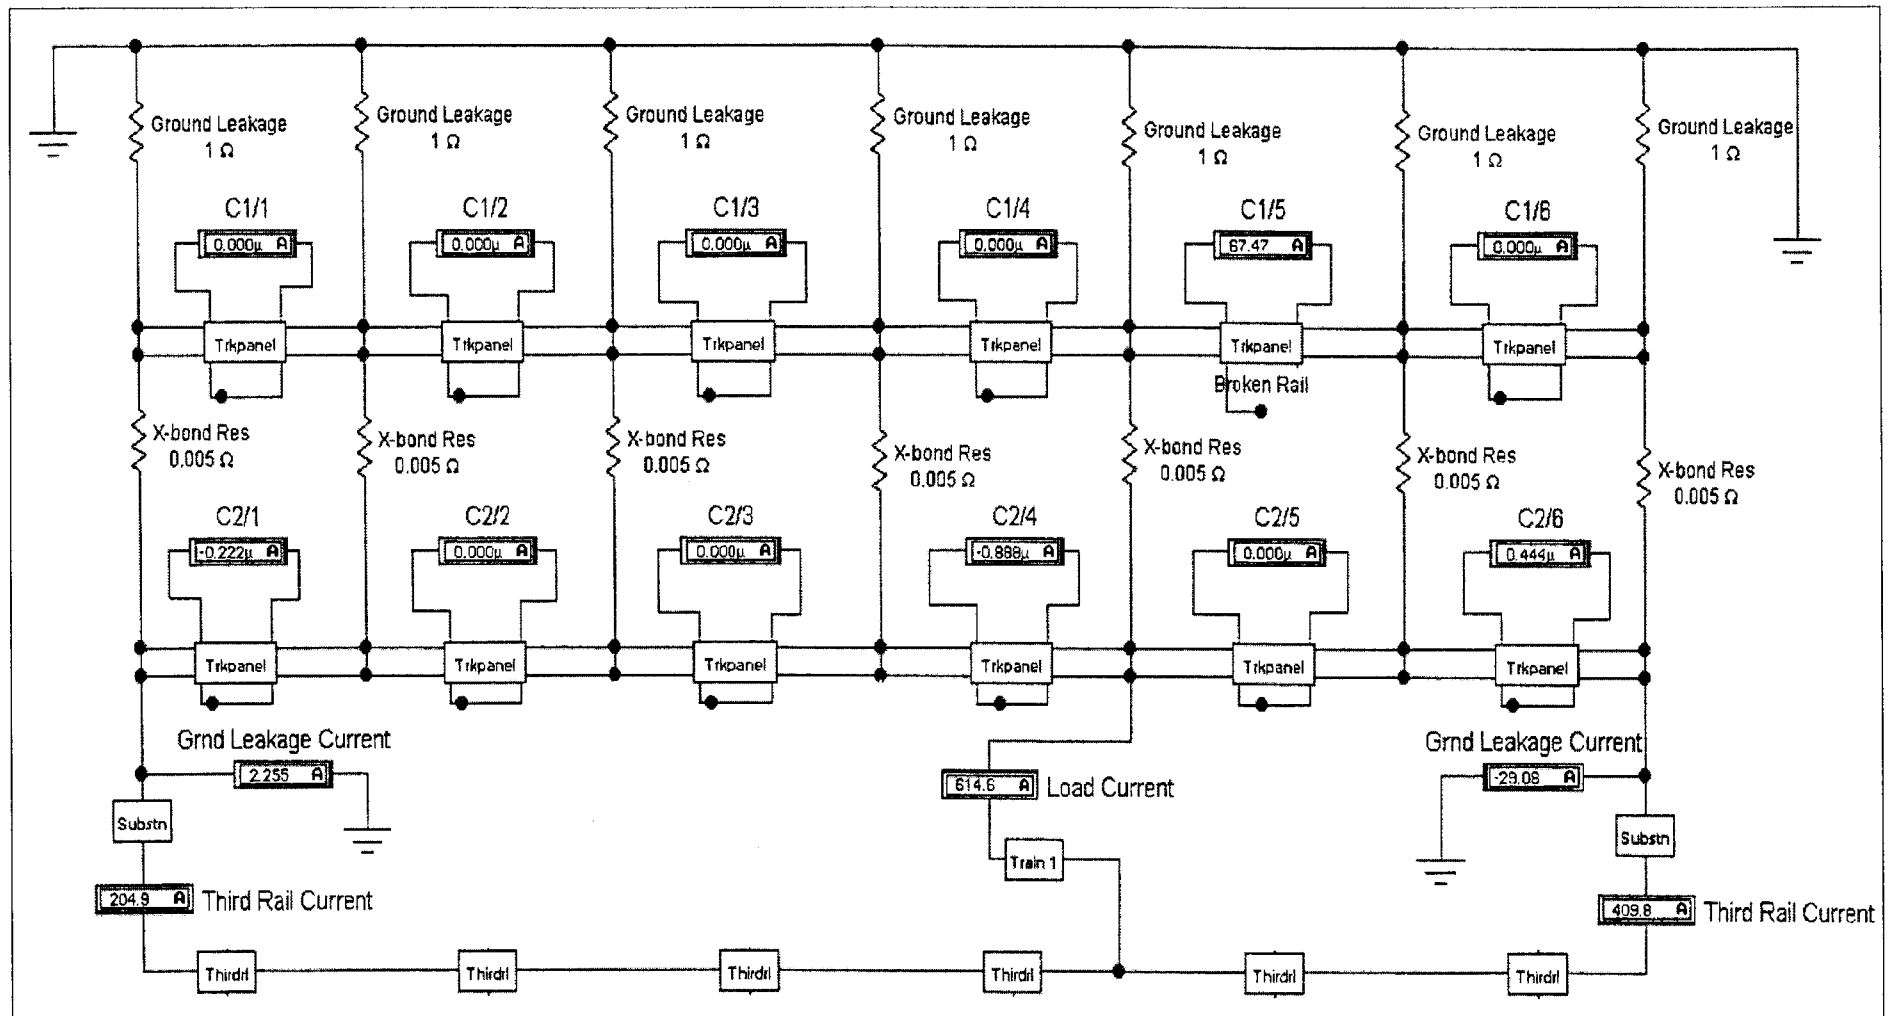 Ground Leakage
1 Ω
Ground Leakage
1 Ω
Ground Leakage
1 Ω
Ground Leakage
1 Ω
Ground Leakage
1 Ω
Ground Leakage
1 Ω
Ground Leakage
1 Ω
C1/1
C1/2
C1/3
C1/4
C1/5
C1/6
0.000µ A
0.000µ A
0.000µ A
0.000µ A
67.47 A
0.000µ A
Trkpanel
Trkpanel
Trkpanel
Trkpanel
Trkpanel
Trkpanel
Broken Rail
X-bond Res
0.005 Ω
X-bond Res
0.005 Ω
X-bond Res
0.005 Ω
X-bond Res
0.005 Ω
X-bond Res
0.005 Ω
X-bond Res
0.005 Ω
X-bond Res
0.005 Ω
C2/1
C2/2
C2/3
C2/4
C2/5
C2/6
-0.222µ A
0.000µ A
0.000µ A
-0.888µ A
0.000µ A
0.444µ A
Trkpanel
Trkpanel
Trkpanel
Trkpanel
Trkpanel
Trkpanel
Grnd Leakage Current
2.255 A
Grnd Leakage Current
-29.08 A
614.6 A
Load Current
Substn
Substn
Train 1
204.9 A
Third Rail Current
409.8 A
Third Rail Current
Thirdrl
Thirdrl
Thirdrl
Thirdrl
Thirdrl
Thirdrl